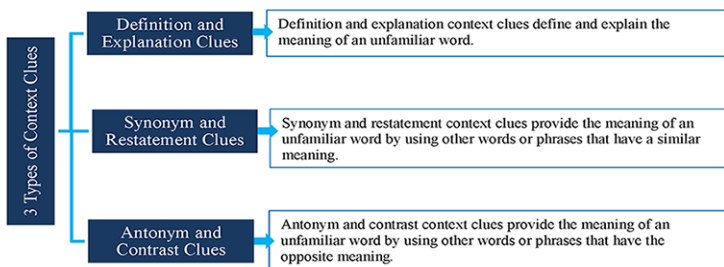 3 Types of Context Clues
Definition and
Explanation Clues
Definition and explanation context clues define and explain the
meaning of an unfamiliar word.
Synonym and
Restatement Clues
Synonym and restatement context clues provide the meaning of an
unfamiliar word by using other words or phrases that have a similar
meaning.
Antonym and
Contrast Clues
Antonym and contrast context clues provide the meaning of an
unfamiliar word by using other words or phrases that have the
opposite meaning.